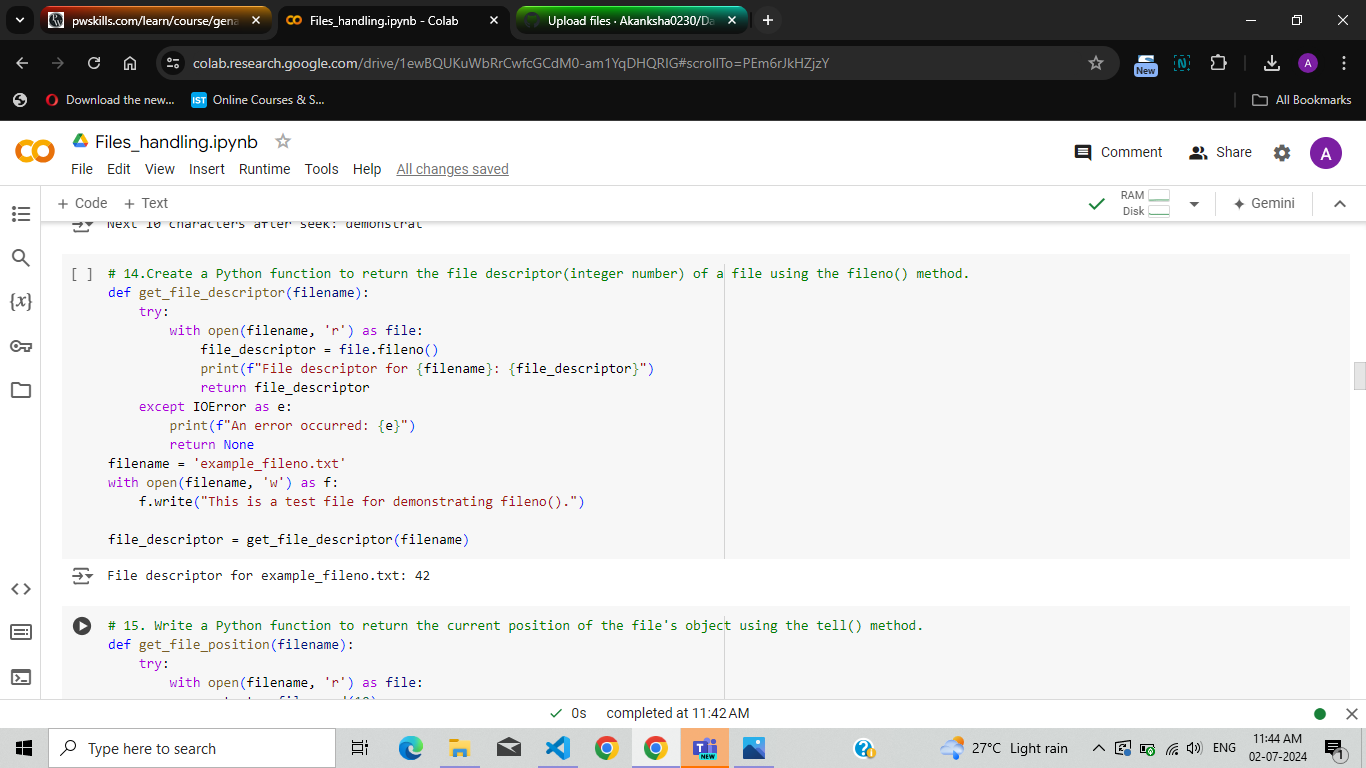 pwskills.com/learn/course/gena
Files_handling.ipynb - Colab
Upload files · Akanksha0230/Da
colab.research.google.com/drive/1ewBQUKuWbRrCwfcGCdM0-am1YqDHQRIG#scrollTo=PEm6rJkHZjzY
New
A
Download the new...
IST
Online Courses & S...
All Bookmarks
Files_handling.ipynb
Comment
Share
A
File Edit View Insert Runtime Tools Help All changes saved
+ Code + Text
RAM
Disk
Gemini
Next 10 characters after seek: demonstrat
[ ] # 14.Create a Python function to return the file descriptor(integer number) of a file using the fileno() method.
def get_file_descriptor(filename):
    try:
        with open(filename, 'r') as file:
            file_descriptor = file.fileno()
            print(f"File descriptor for {filename}: {file_descriptor}")
            return file_descriptor
    except IOError as e:
        print(f"An error occurred: {e}")
        return None
filename = 'example_fileno.txt'
with open(filename, 'w') as f:
    f.write("This is a test file for demonstrating fileno().")
file_descriptor = get_file_descriptor(filename)
File descriptor for example_fileno.txt: 42
# 15. Write a Python function to return the current position of the file's object using the tell() method.
def get_file_position(filename):
    try:
        with open(filename, 'r') as file:
0s completed at 11:42 AM
Type here to search
NEW
27°C Light rain
ENG
11:44 AM
02-07-2024
1